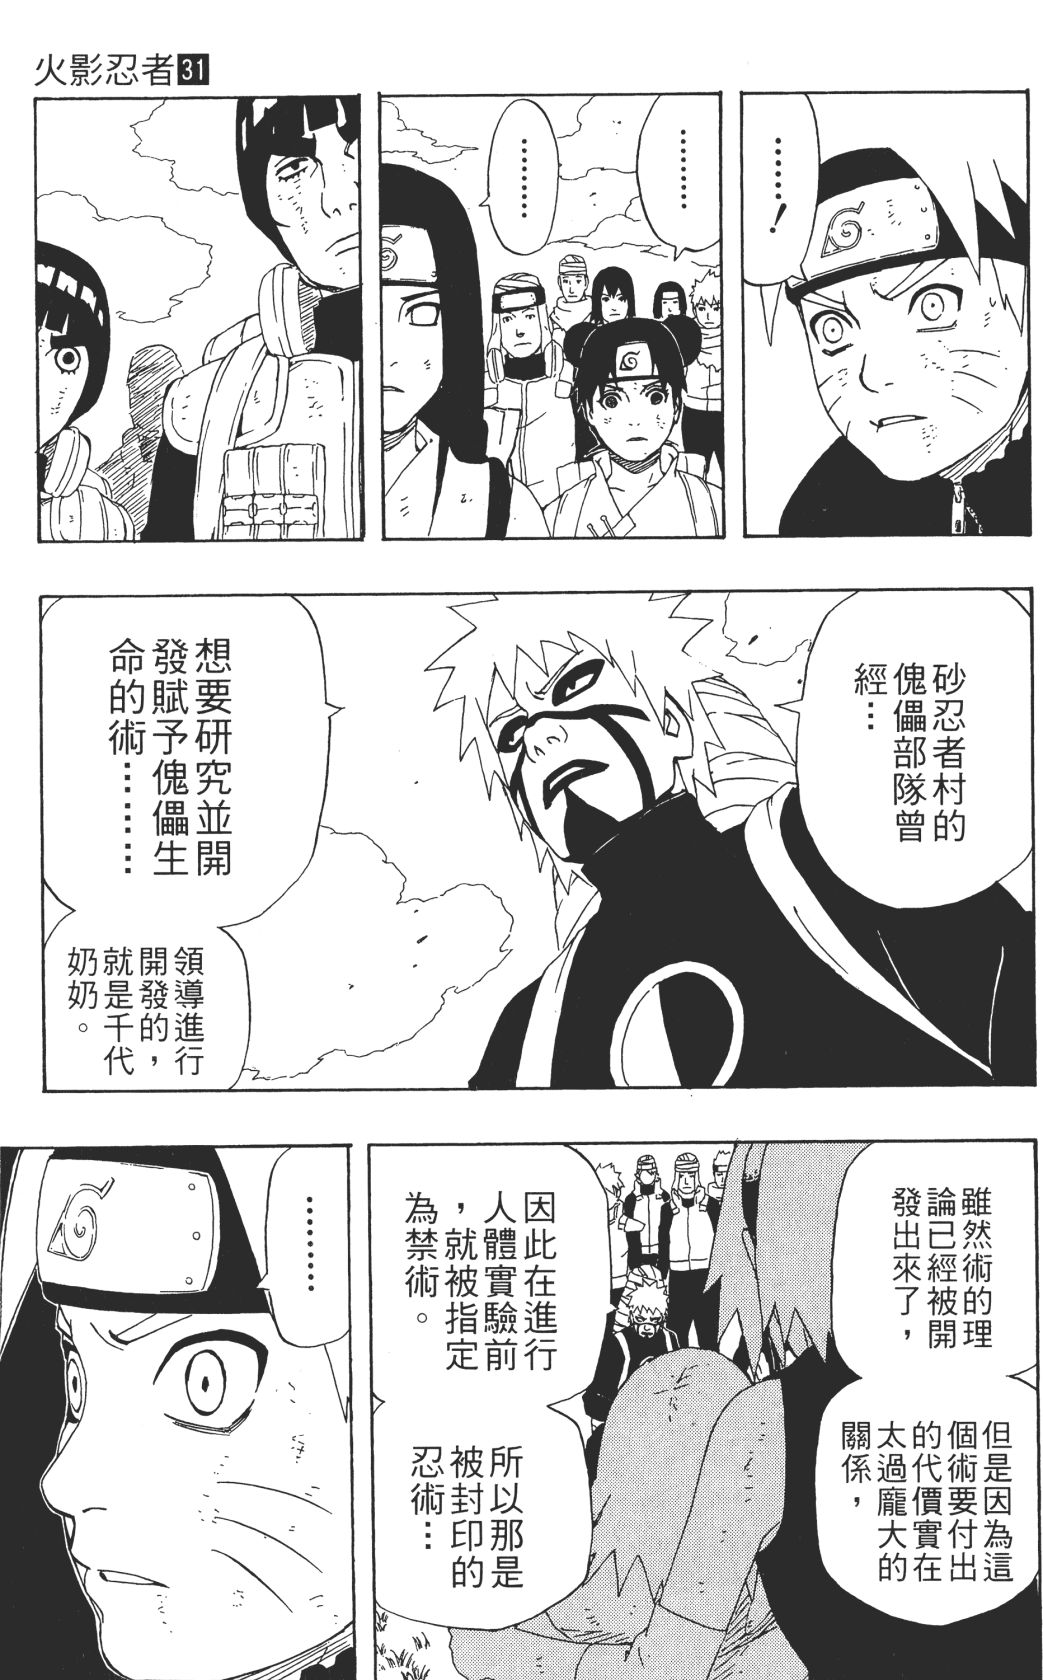 火影忍者31
…………!
…………
…………
砂忍者村的
傀儡部隊曾
經…
想要研究並開
發賦予傀儡生
命的術…………
領導進行
開發的，
就是千代
奶奶。
雖然術的理
論已經被開
發出來了，
但是因為這
個術要付出
的代價實在
太過龐大的
關係，
因此在進行
人體實驗前
，就被指定
為禁術。
所以那是
被封印的
忍術…
…………